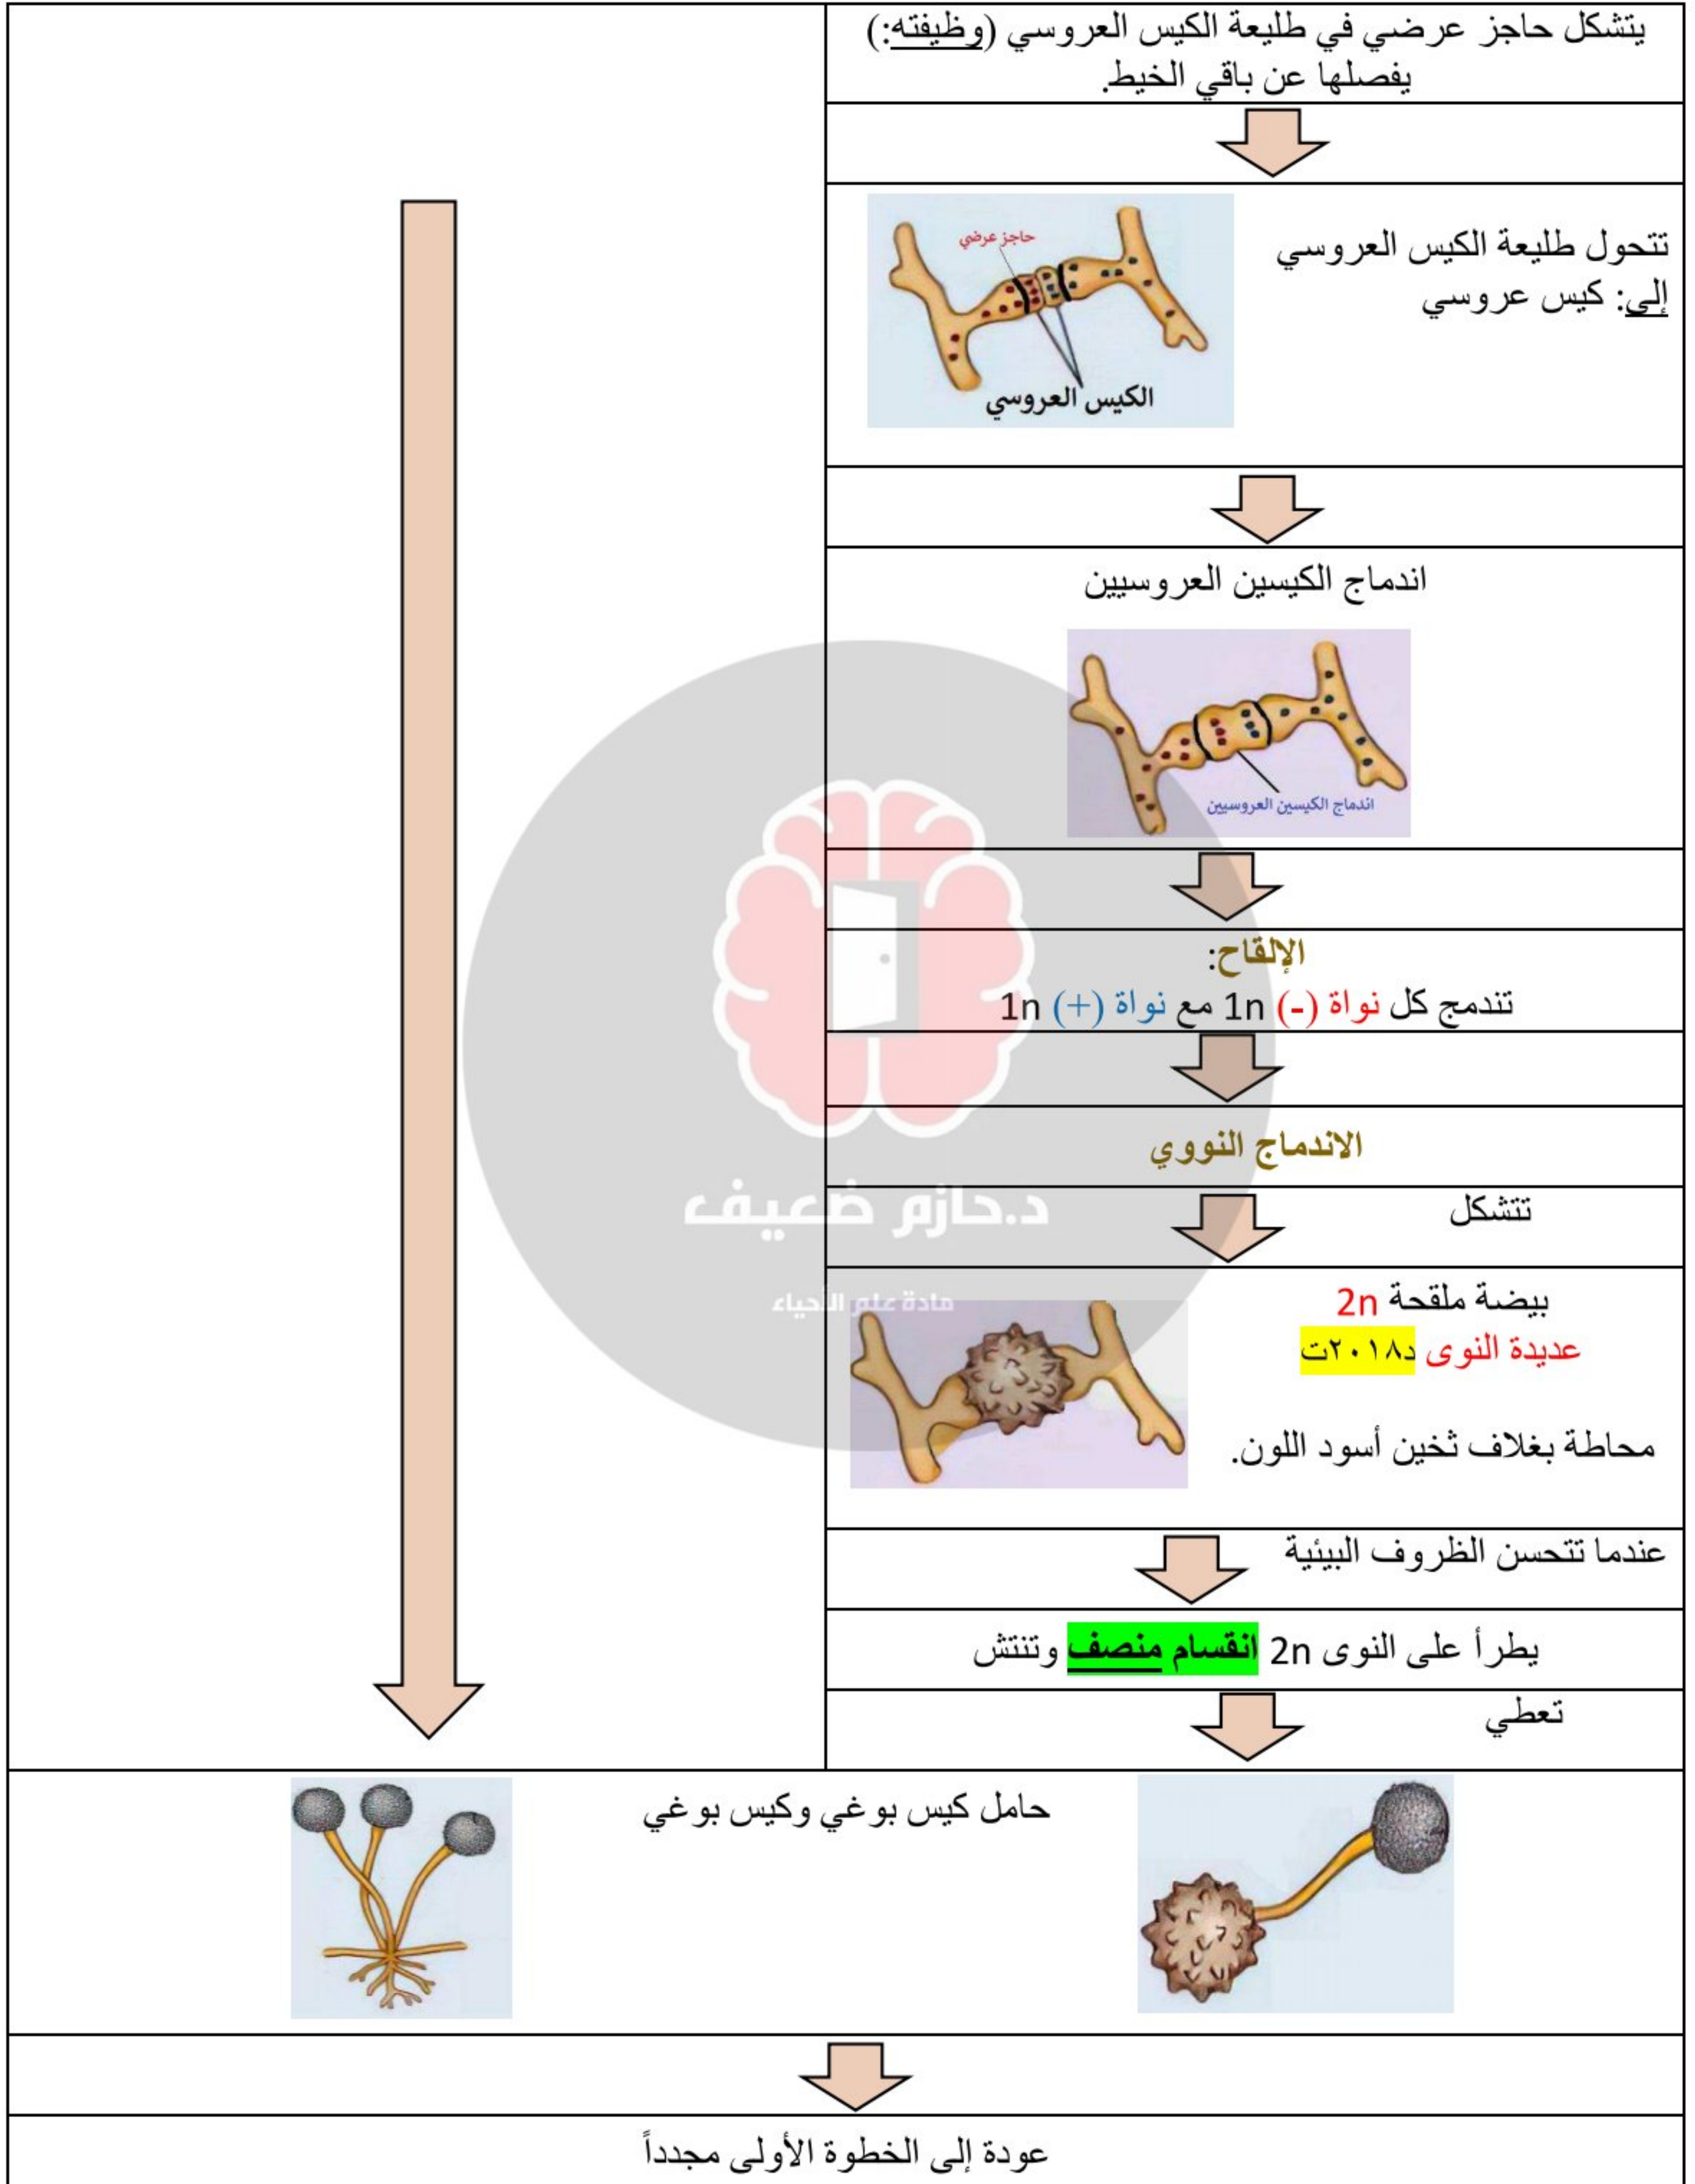 يتشكل حاجز عرضي في طليعة الكيس العروسي (وظيفته:)
يفصلها عن باقي الخيط.
حاجز عرضي
الكيس العروسي
تتحول طليعة الكيس العروسي
إلى: كيس عروسي
اندماج الكيسين العروسيين
اندماج الكيسين العروسيين
الإلقاح:
تندمج كل نواة (-) 1n مع نواة (+) 1n
الاندماج النووي
د.حازم ضعيف
مادة علم الأحياء
تتشكل
بيضة ملقحة 2n
عديدة النوى د٢٠١٨ت
محاطة بغلاف ثخين أسود اللون.
عندما تتحسن الظروف البيئية
يطرأ على النوى 2n انقسام منصف وتنتش
تعطي
حامل كيس بوغي وكيس بوغي
عودة إلى الخطوة الأولى مجدداً